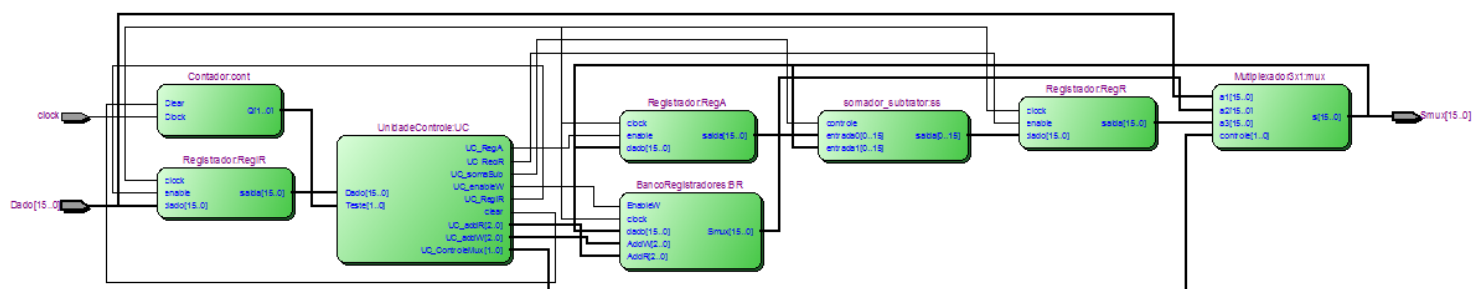 Contador:cont
Clear
Clock
Q[1..0]
clock
Registrador:RegIR
clock
enable
dado[15..0]
saida[15..0]
Dado[15..0]
UnidadeControle:UC
Dado[15..0]
Teste[1..0]
UC_RegA
UC_RegR
UC_somaSub
UC_enableW
UC_RegIR
clear
UC_addR[2..0]
UC_addW[2..0]
UC_ControleMux[1..0]
Registrador:RegA
clock
enable
dado[15..0]
saida[15..0]
BancoRegistradores:BR
EnableW
clock
dado[15..0]
AddW[2..0]
AddR[2..0]
Smux[15..0]
somador_subtrator:ss
controle
entrada0[0..15]
entrada1[0..15]
saida[0..15]
Registrador:RegR
clock
enable
dado[15..0]
saida[15..0]
Mutiplexador3x1:mux
a1[15..0]
a2[15..0]
a3[15..0]
controle[1..0]
s[15..0]
Smux[15..0]